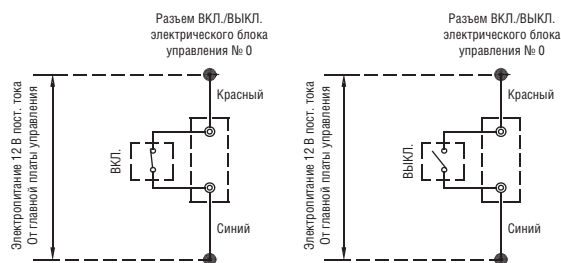 Разъем ВКЛ./ВЫКЛ.
электрического блока
управления № 0
Электропитание 12 В пост. тока
От главной платы управления
Красный
ВКЛ.
Синий
Разъем ВКЛ./ВЫКЛ.
электрического блока
управления № 0
Электропитание 12 В пост. тока
От главной платы управления
Красный
ВЫКЛ.
Синий